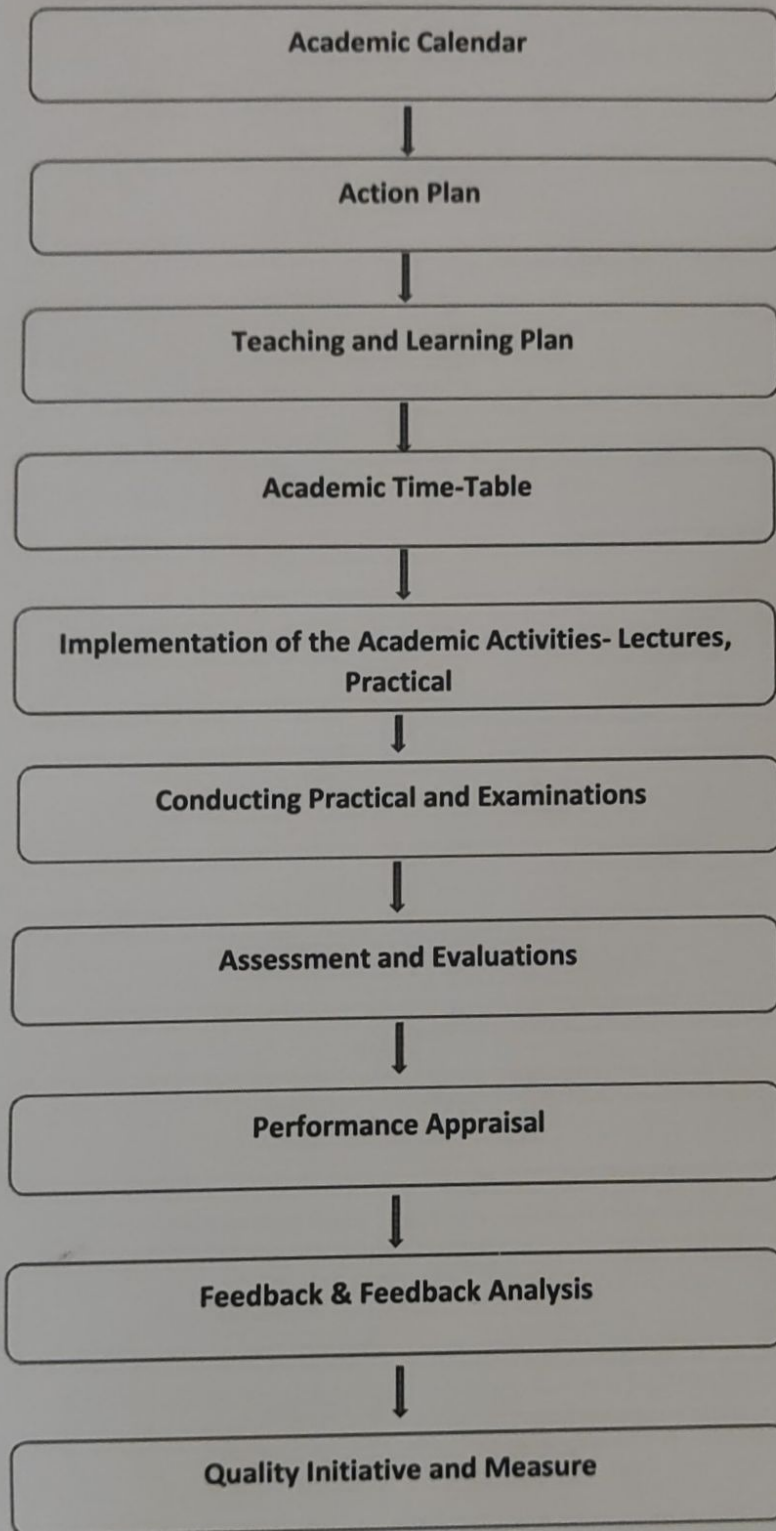 Academic Calendar
Action Plan
Teaching and Learning Plan
Academic Time-Table
Implementation of the Academic Activities- Lectures,
Practical
Conducting Practical and Examinations
Assessment and Evaluations
Performance Appraisal
Feedback & Feedback Analysis
Quality Initiative and Measure